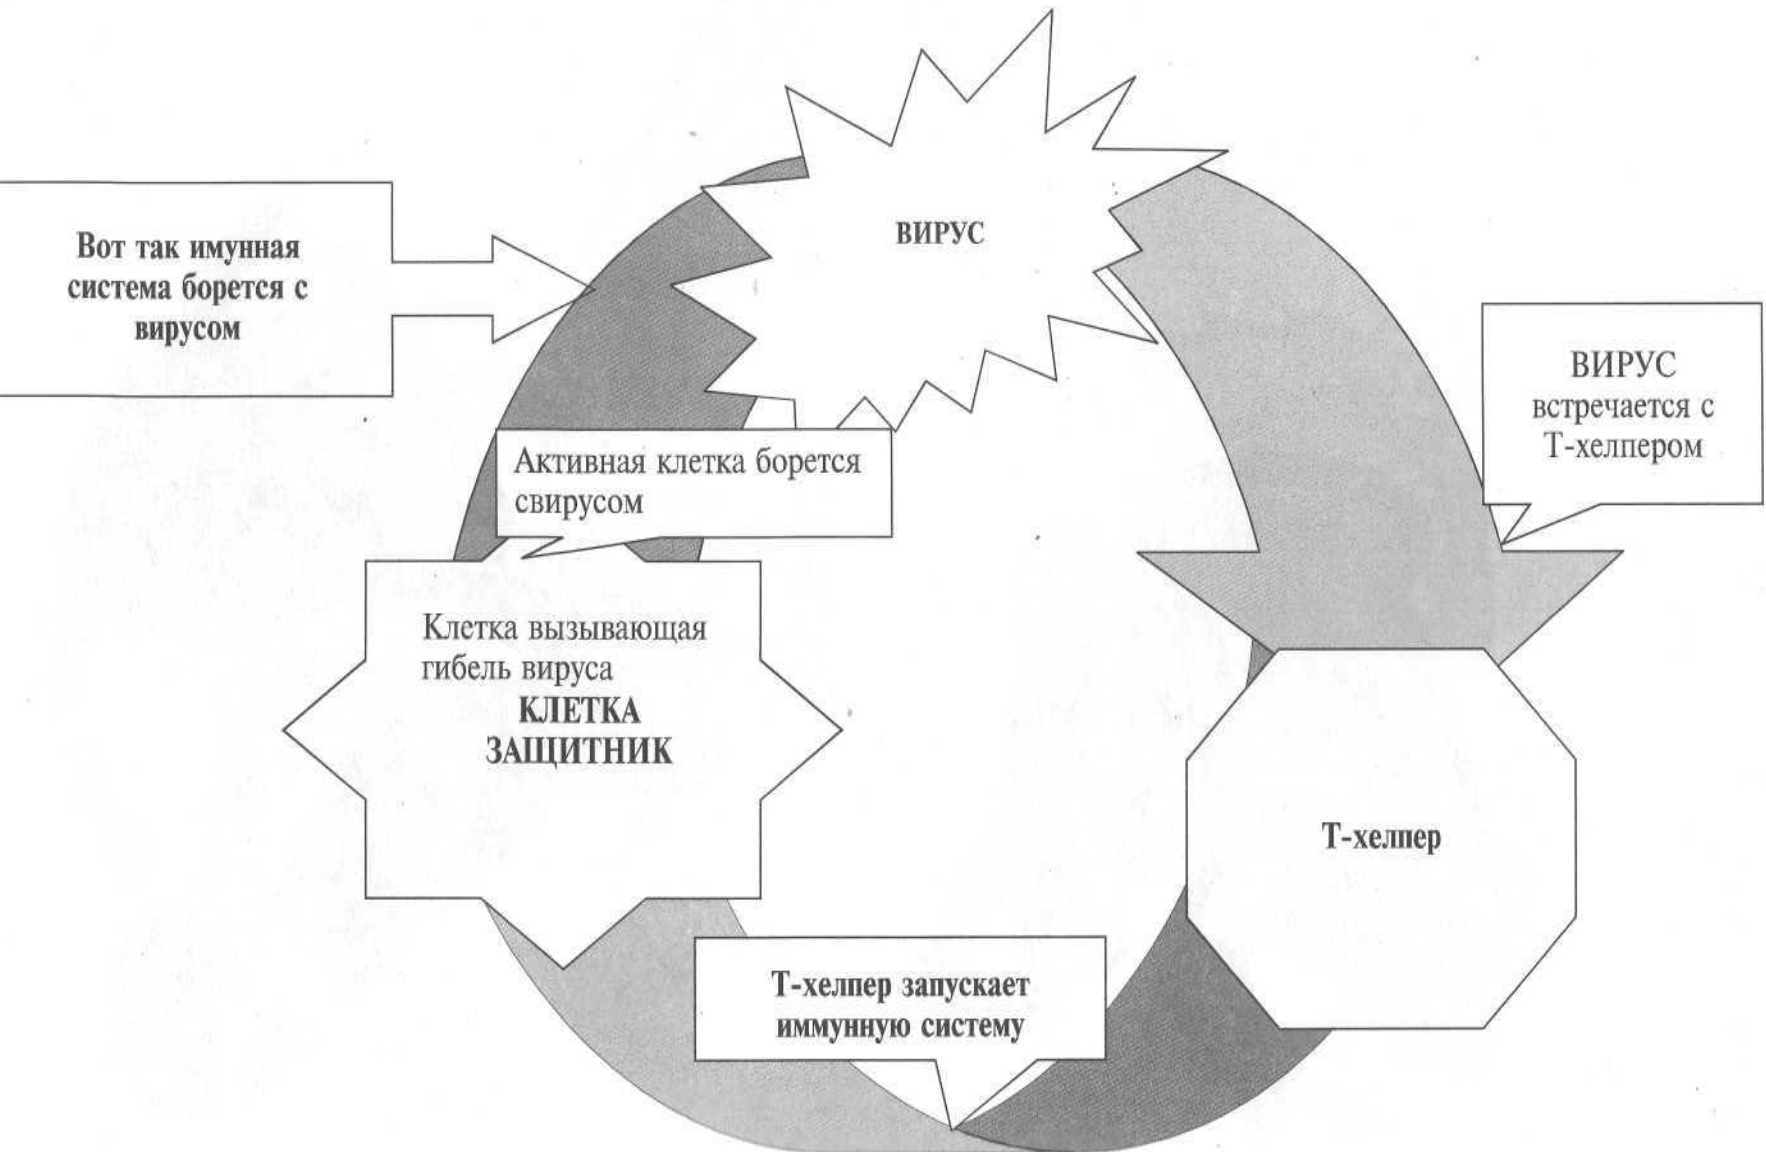 ВИРУС
Вот так имунная
система борется с
вирусом
ВИРУС
встречается с
Т-хелпером
Активная клетка борется
свирусом
Клетка вызывающая
гибель вируса
КЛЕТКА
ЗАЩИТНИК
Т-хелпер
Т-хелпер запускает
иммунную систему